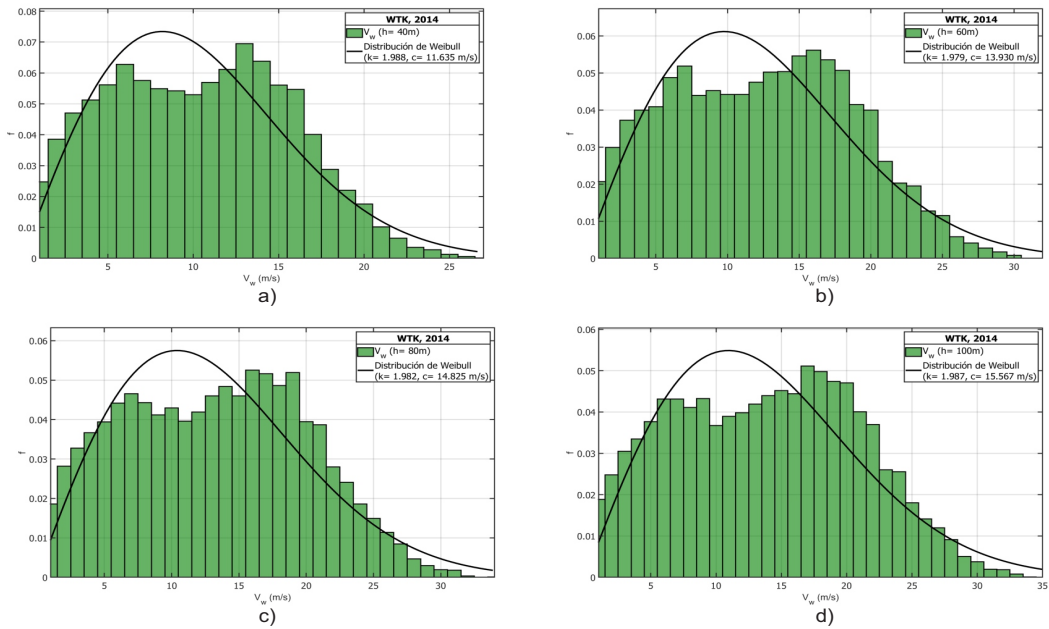 0.08
0.07
0.06
0.05
0.04
0.03
0.02
0.01
0
f
5
10
15
20
25
V_w (m/s)
WTK, 2014
V_w (h= 40m)
Distribución de Weibull
(k= 1.988, c= 11.635 m/s)
a)
0.06
0.05
0.04
0.03
0.02
0.01
0
f
5
10
15
20
25
30
V_w (m/s)
WTK, 2014
V_w (h= 60m)
Distribución de Weibull
(k= 1.979, c= 13.930 m/s)
b)
0.06
0.05
0.04
0.03
0.02
0.01
0
f
5
10
15
20
25
30
V_w (m/s)
WTK, 2014
V_w (h= 80m)
Distribución de Weibull
(k= 1.982, c= 14.825 m/s)
c)
0.06
0.05
0.04
0.03
0.02
0.01
0
f
5
10
15
20
25
30
35
V_w (m/s)
WTK, 2014
V_w (h= 100m)
Distribución de Weibull
(k= 1.987, c= 15.567 m/s)
d)